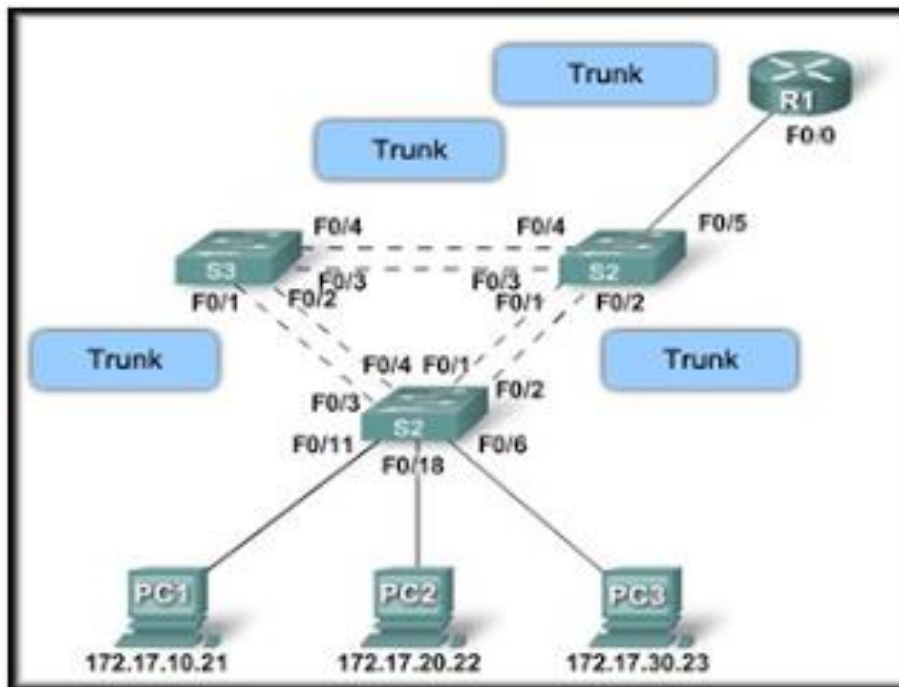 Trunk
R1
F0/0
Trunk
F0/4
F0/4
F0/5
S3
S2
F0/3
F0/3
F0/1
F0/2
F0/1
F0/2
Trunk
Trunk
F0/4
F0/1
F0/3
F0/2
S2
F0/11
F0/6
F0/18
PC1
PC2
PC3
172.17.10.21
172.17.20.22
172.17.30.23